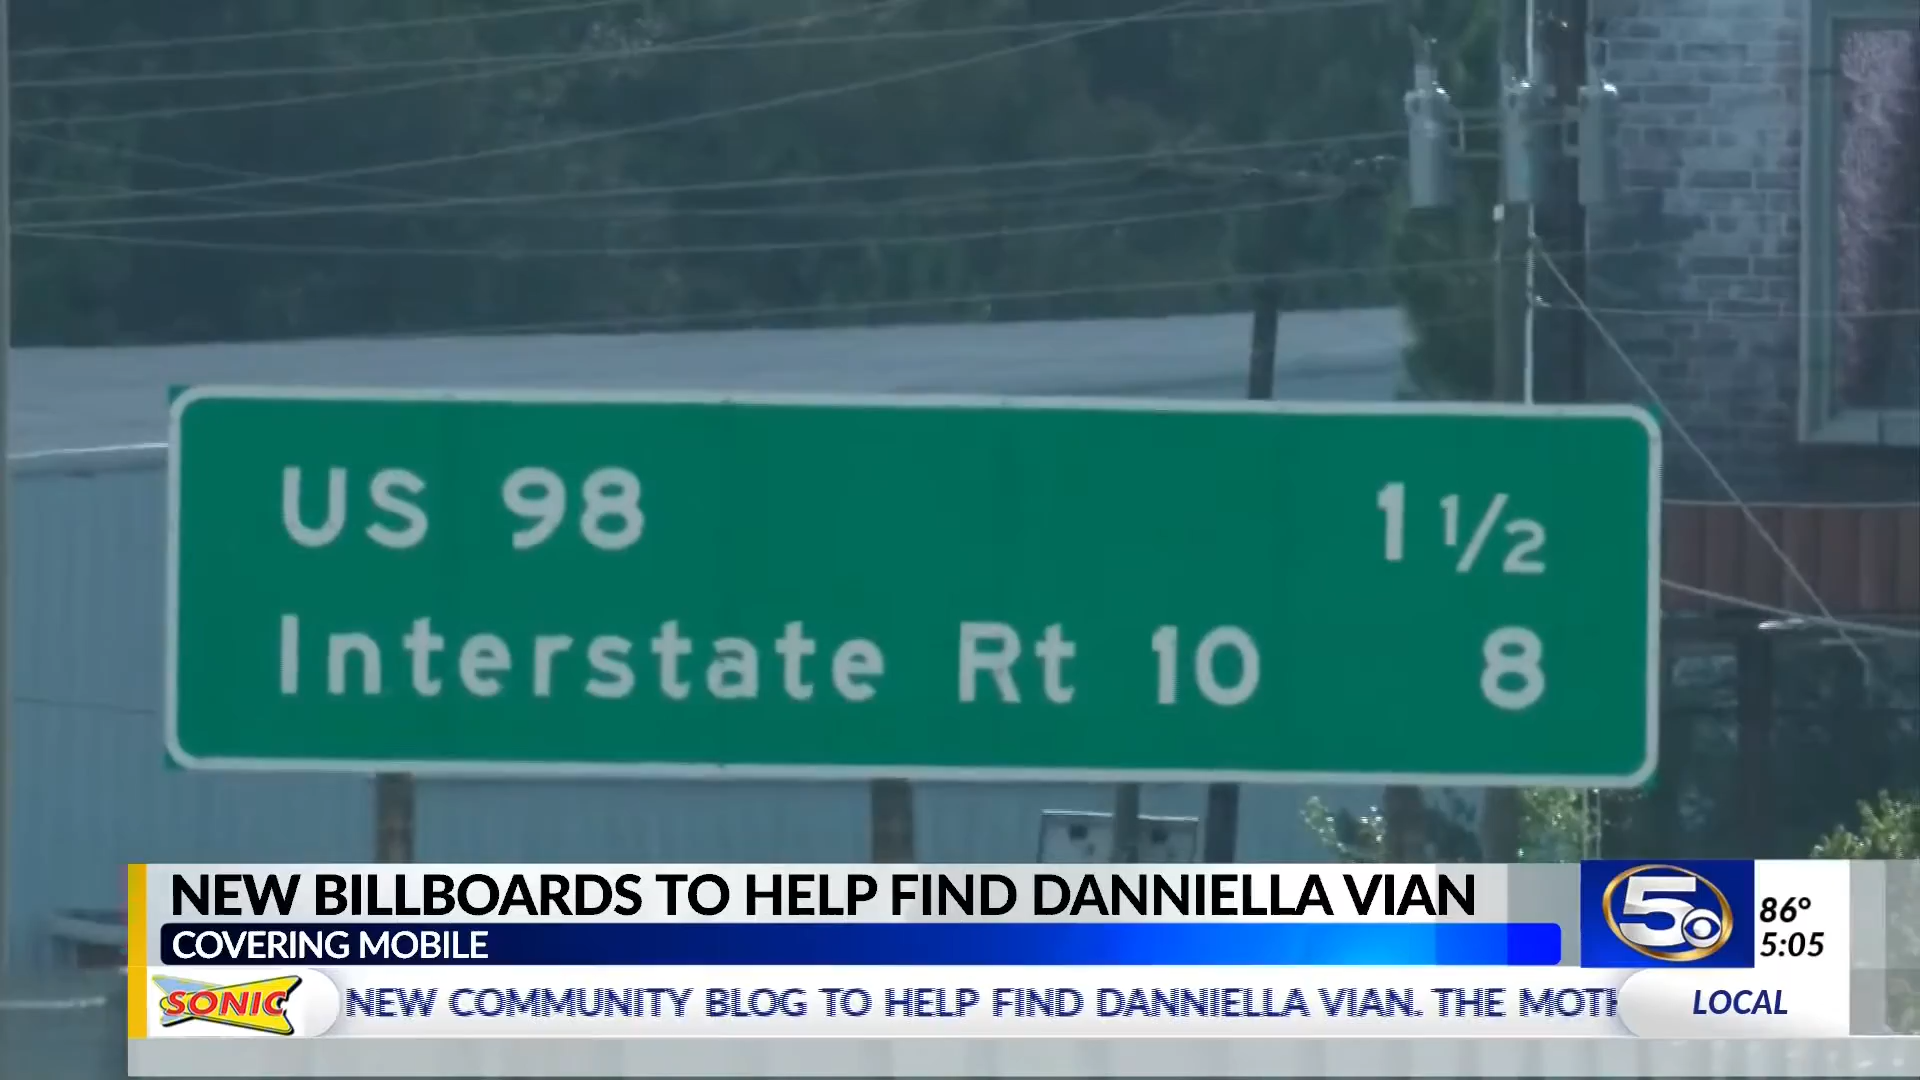 US 98 1 1/2
Interstate Rt 10 8
NEW BILLBOARDS TO HELP FIND DANNIELLA VIAN
COVERING MOBILE
5
86°
5:05
SONIC
NEW COMMUNITY BLOG TO HELP FIND DANNIELLA VIAN. THE MOTH
LOCAL